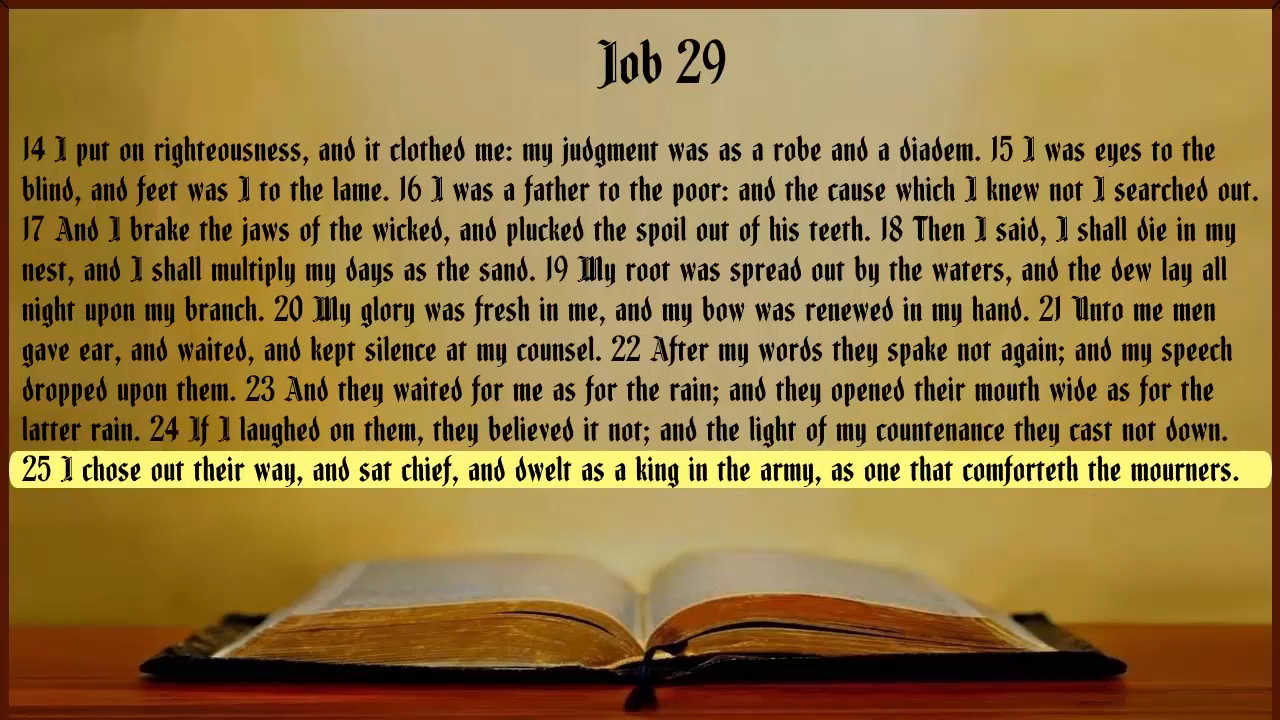 Job 29
14 I put on righteousness, and it clothed me: my judgment was as a robe and a diadem. 15 I was eyes to the
blind, and feet was I to the lame. 16 I was a father to the poor: and the cause which I knew not I searched out.
17 And I brake the jaws of the wicked, and plucked the spoil out of his teeth. 18 Then I said, I shall die in my
nest, and I shall multiply my days as the sand. 19 My root was spread out by the waters, and the dew lay all
night upon my branch. 20 My glory was fresh in me, and my bow was renewed in my hand. 21 Unto me men
gave ear, and waited, and kept silence at my counsel. 22 After my words they spake not again; and my speech
dropped upon them. 23 And they waited for me as for the rain; and they opened their mouth wide as for the
latter rain. 24 If I laughed on them, they believed it not; and the light of my countenance they cast not down.
25 I chose out their way, and sat chief, and dwelt as a king in the army, as one that comforteth the mourners.